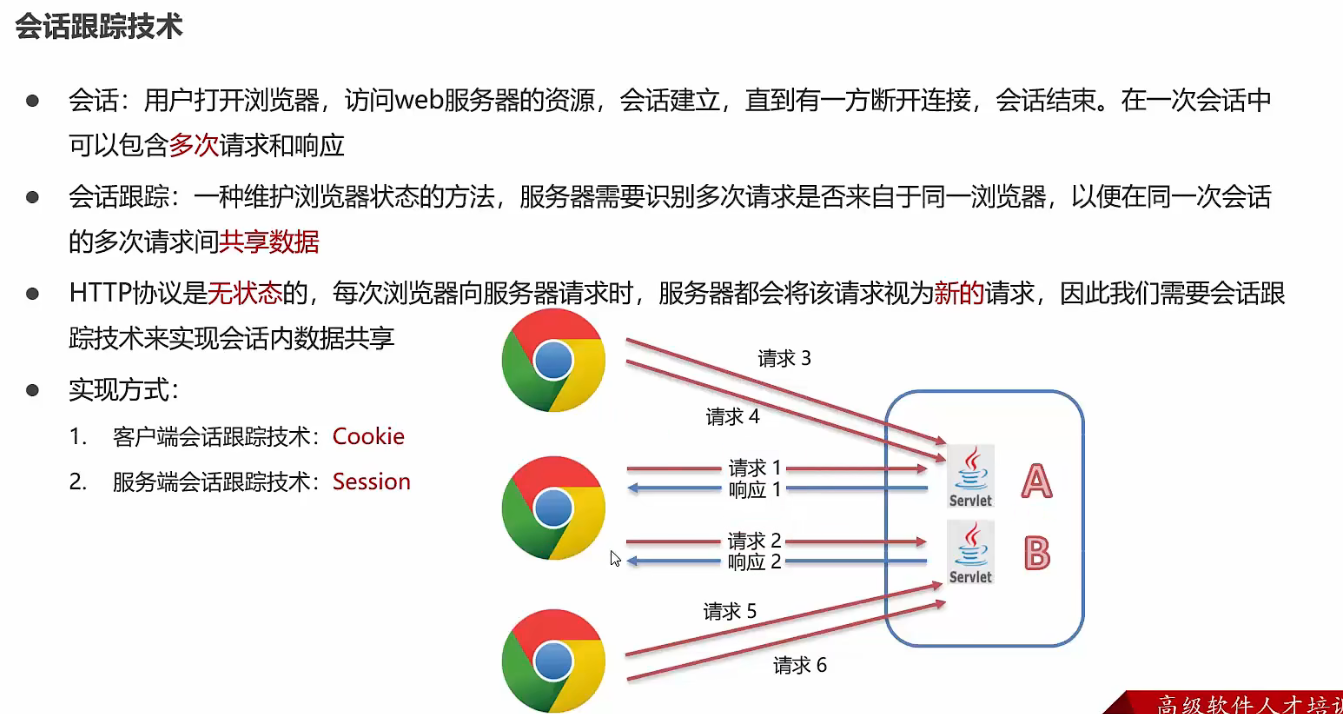 会话跟踪技术
● 会话：用户打开浏览器，访问web服务器的资源，会话建立，直到有一方断开连接，会话结束。在一次会话中
可以包含多次请求和响应
● 会话跟踪：一种维护浏览器状态的方法，服务器需要识别多次请求是否来自于同一浏览器，以便在同一次会话
的多次请求间共享数据
● HTTP协议是无状态的，每次浏览器向服务器请求时，服务器都会将该请求视为新的请求，因此我们需要会话跟
踪技术来实现会话内数据共享
● 实现方式：
1. 客户端会话跟踪技术：Cookie
2. 服务端会话跟踪技术：Session
请求 3
请求 4
请求 1
响应 1
Servlet
A
请求 2
响应 2
Servlet
B
请求 5
请求 6
高级软件人才培训